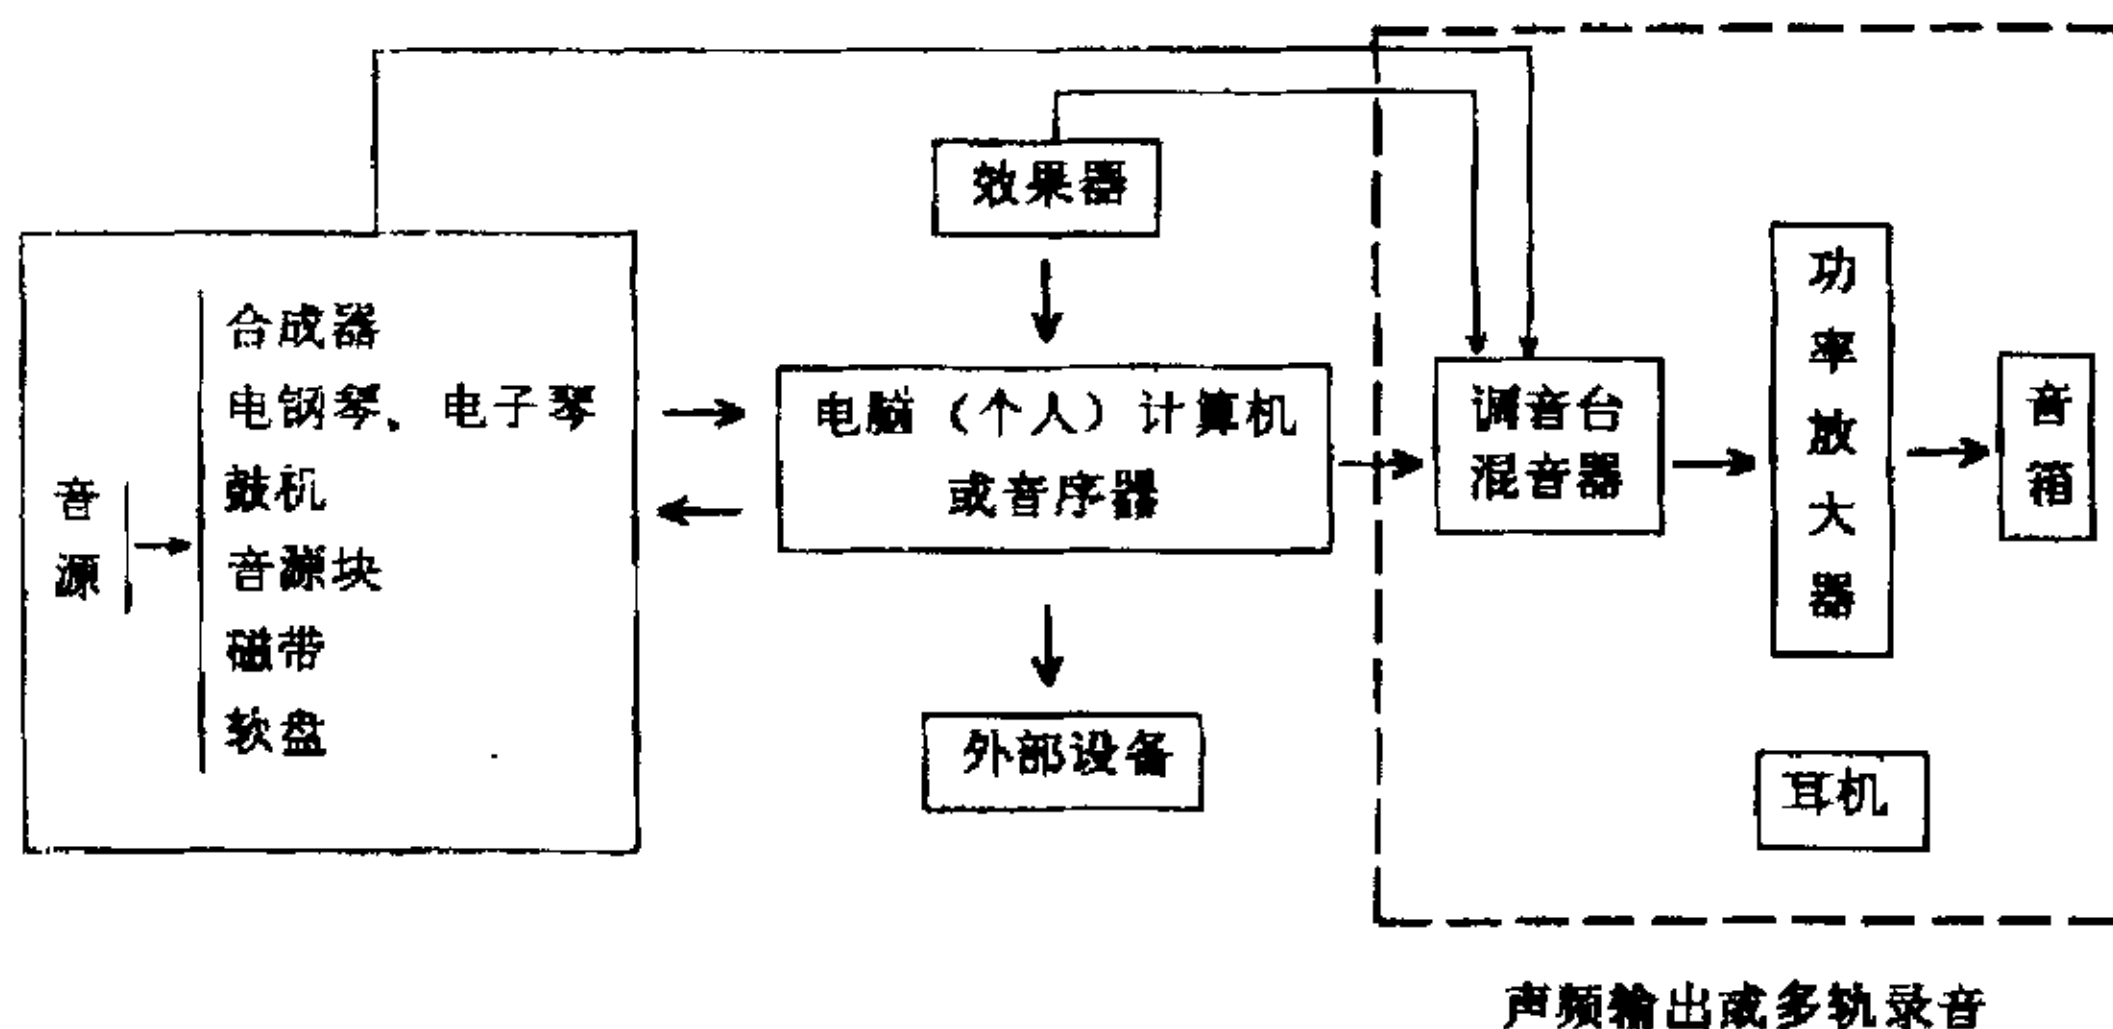 效果器
合成器
电钢琴、电子琴
鼓机
音源块
磁带
软盘
音源
电脑（个人）计算机
或音序器
外部设备
调音台
混音器
功率放大器
音箱
耳机
声频输出或多轨录音